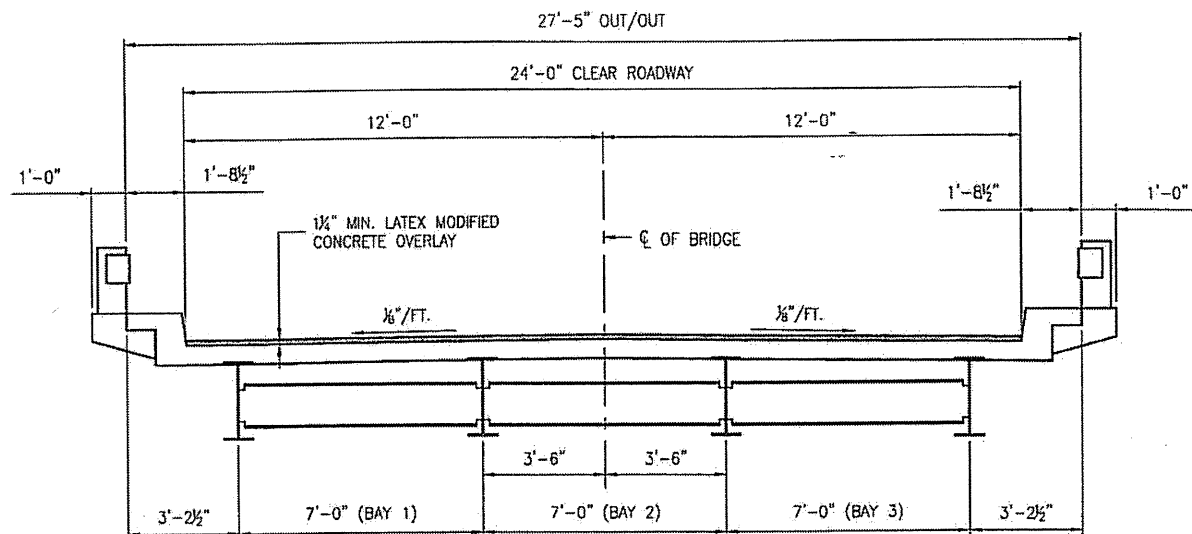 27'-5" OUT/OUT
24'-0" CLEAR ROADWAY
12'-0" 12'-0"
1'-0" 1'-8½" 1'-8½" 1'-0"
1¼" MIN. LATEX MODIFIED
CONCRETE OVERLAY
℄ OF BRIDGE
⅛"/FT. ⅛"/FT.
3'-6" 3'-6"
3'-2½" 7'-0" (BAY 1) 7'-0" (BAY 2) 7'-0" (BAY 3) 3'-2½"